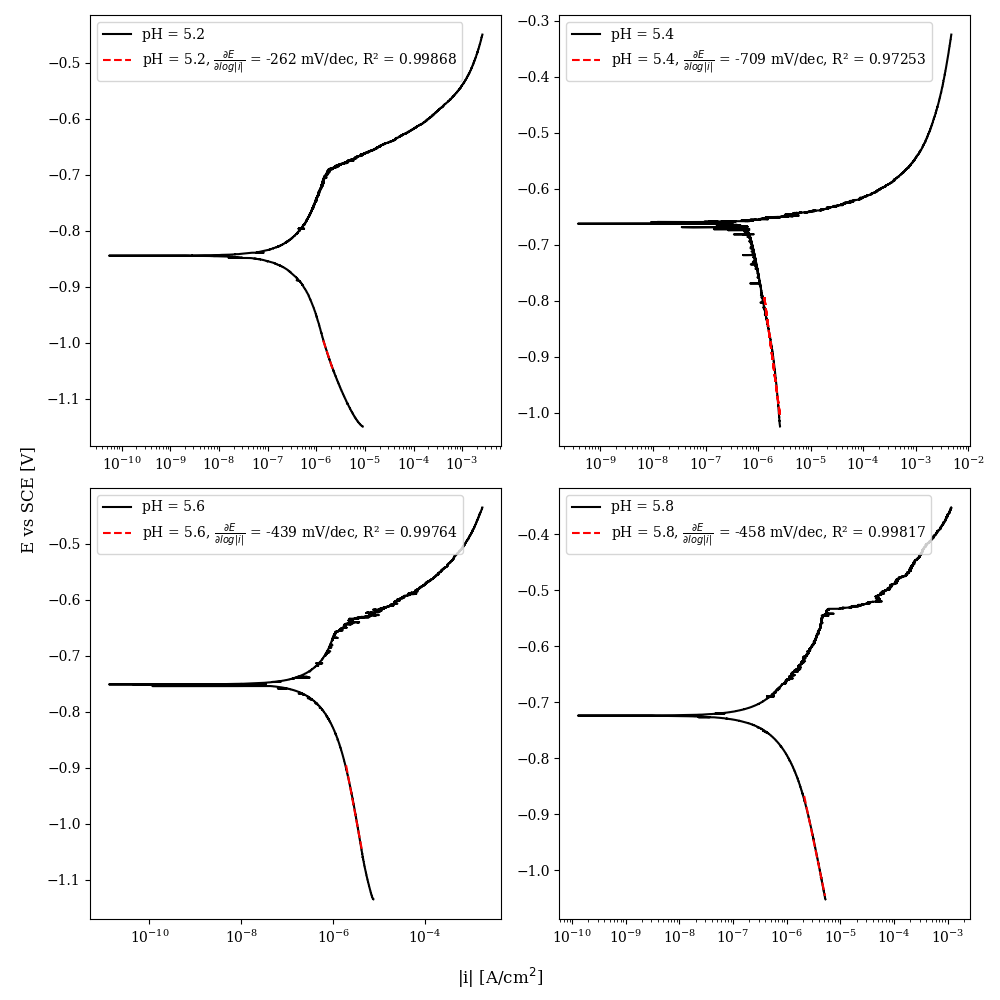 pH = 5.2
pH = 5.2, ∂E/∂log|i| = -262 mV/dec, R² = 0.99868
−0.5
−0.6
−0.7
−0.8
−0.9
−1.0
−1.1
10⁻¹⁰ 10⁻⁹ 10⁻⁸ 10⁻⁷ 10⁻⁶ 10⁻⁵ 10⁻⁴ 10⁻³
pH = 5.4
pH = 5.4, ∂E/∂log|i| = -709 mV/dec, R² = 0.97253
−0.3
−0.4
−0.5
−0.6
−0.7
−0.8
−0.9
−1.0
10⁻⁹ 10⁻⁸ 10⁻⁷ 10⁻⁶ 10⁻⁵ 10⁻⁴ 10⁻³ 10⁻²
E vs SCE [V]
pH = 5.6
pH = 5.6, ∂E/∂log|i| = -439 mV/dec, R² = 0.99764
−0.5
−0.6
−0.7
−0.8
−0.9
−1.0
−1.1
10⁻¹⁰ 10⁻⁸ 10⁻⁶ 10⁻⁴
pH = 5.8
pH = 5.8, ∂E/∂log|i| = -458 mV/dec, R² = 0.99817
−0.4
−0.5
−0.6
−0.7
−0.8
−0.9
−1.0
10⁻¹⁰ 10⁻⁹ 10⁻⁸ 10⁻⁷ 10⁻⁶ 10⁻⁵ 10⁻⁴ 10⁻³
|i| [A/cm²]